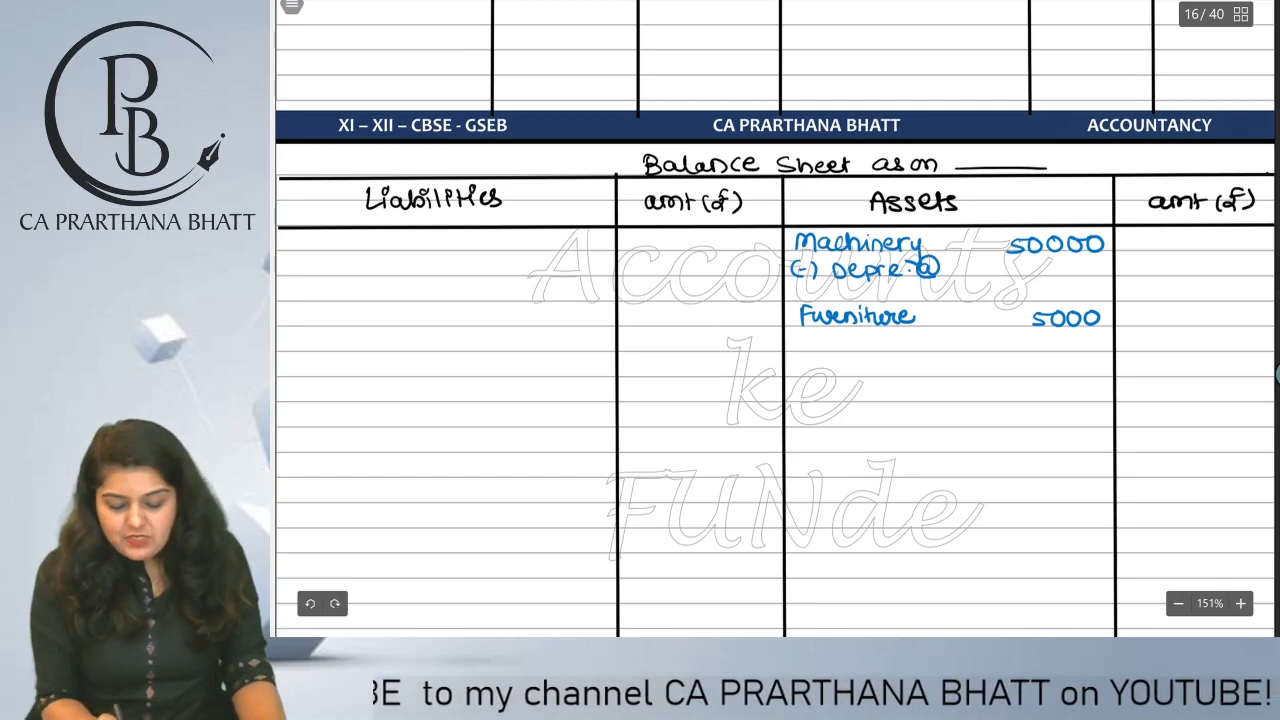 16/40
PB
CA PRARTHANA BHATT
XI – XII – CBSE - GSEB CA PRARTHANA BHATT ACCOUNTANCY
Balance Sheet as on ______
Liabilities amt (₹) Assets amt (₹)
Machinery 50000
(-) Depre. @
Furniture 5000
Accounts
ke
FUNde
151%
BE to my channel CA PRARTHANA BHATT on YOUTUBE!